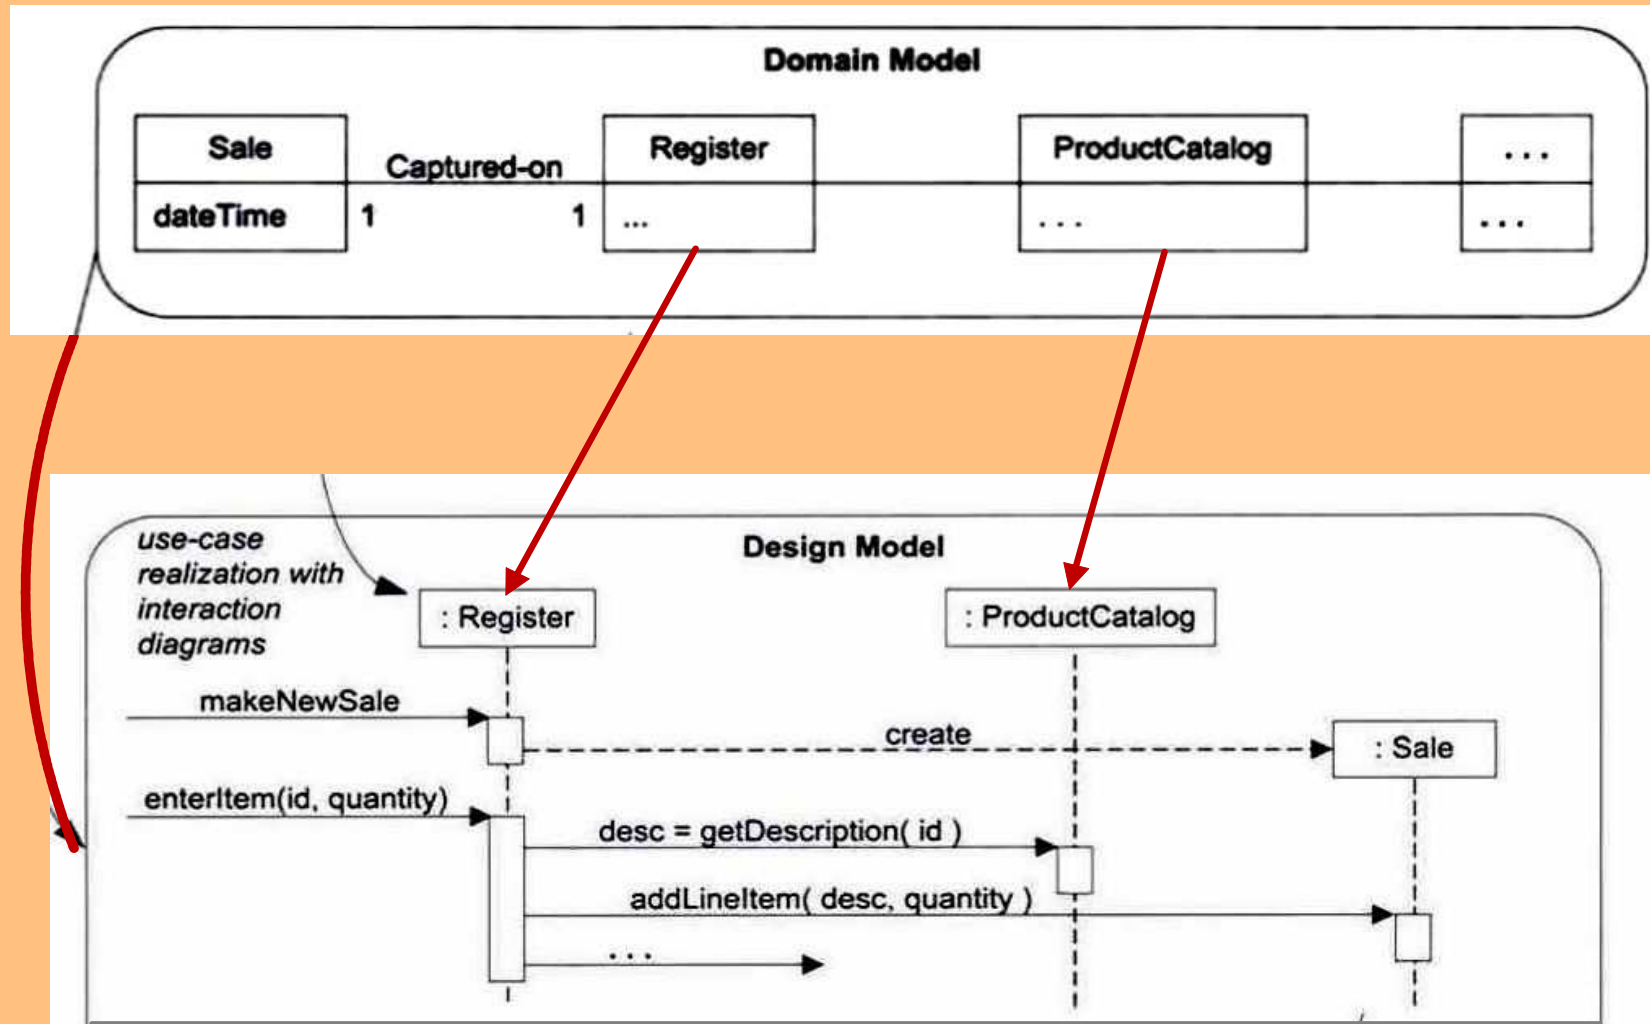 Domain Model
Sale
Captured-on
Register
ProductCatalog
...
dateTime
1
1
...
...
...
Design Model
use-case
realization with
interaction
diagrams
: Register
: ProductCatalog
makeNewSale
create
: Sale
enterItem(id, quantity)
desc = getDescription( id )
addLineItem( desc, quantity )
...